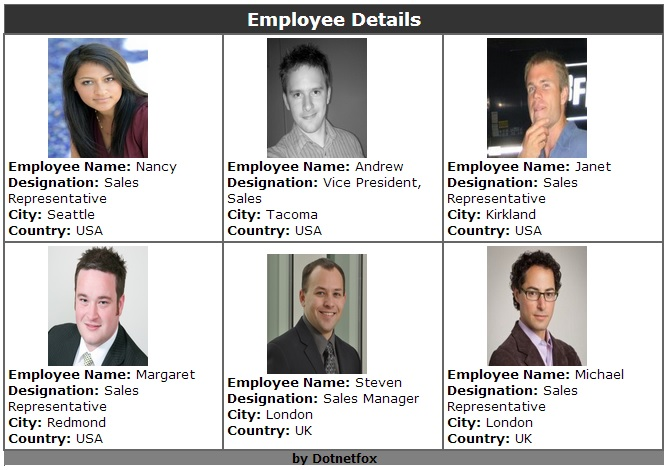 Employee Details
Employee Name: Nancy
Designation: Sales
Representative
City: Seattle
Country: USA
Employee Name: Andrew
Designation: Vice President,
Sales
City: Tacoma
Country: USA
Employee Name: Janet
Designation: Sales
Representative
City: Kirkland
Country: USA
Employee Name: Margaret
Designation: Sales
Representative
City: Redmond
Country: USA
Employee Name: Steven
Designation: Sales Manager
City: London
Country: UK
Employee Name: Michael
Designation: Sales
Representative
City: London
Country: UK
by Dotnetfox